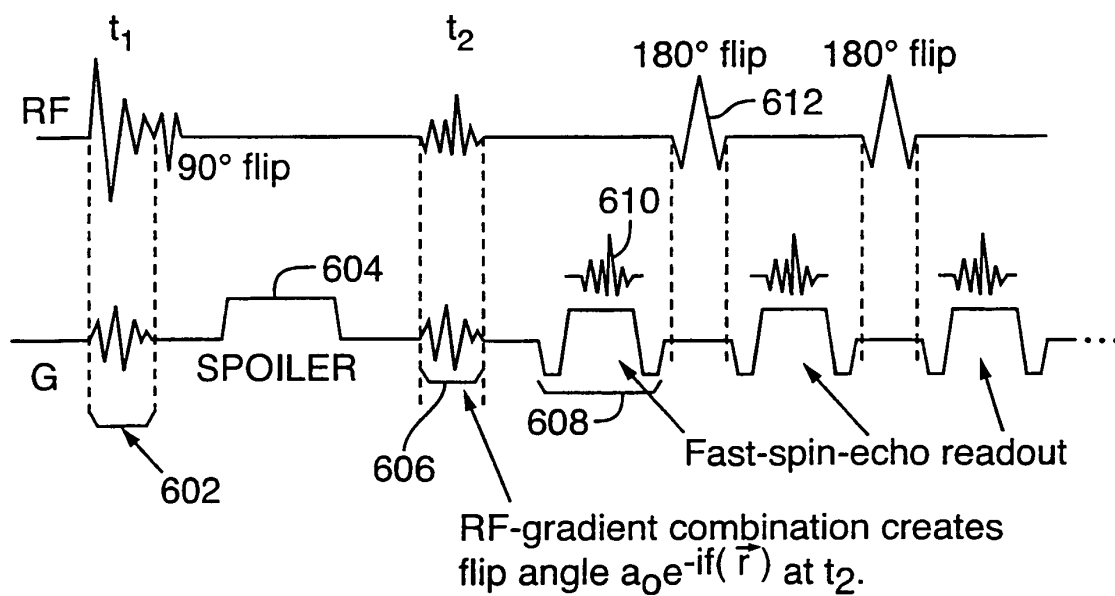 t₁
t₂
180° flip
180° flip
RF
612
90° flip
610
604
G
SPOILER
608
606
Fast-spin-echo readout
602
RF-gradient combination creates
flip angle a₀e^-if(r⃗) at t₂.